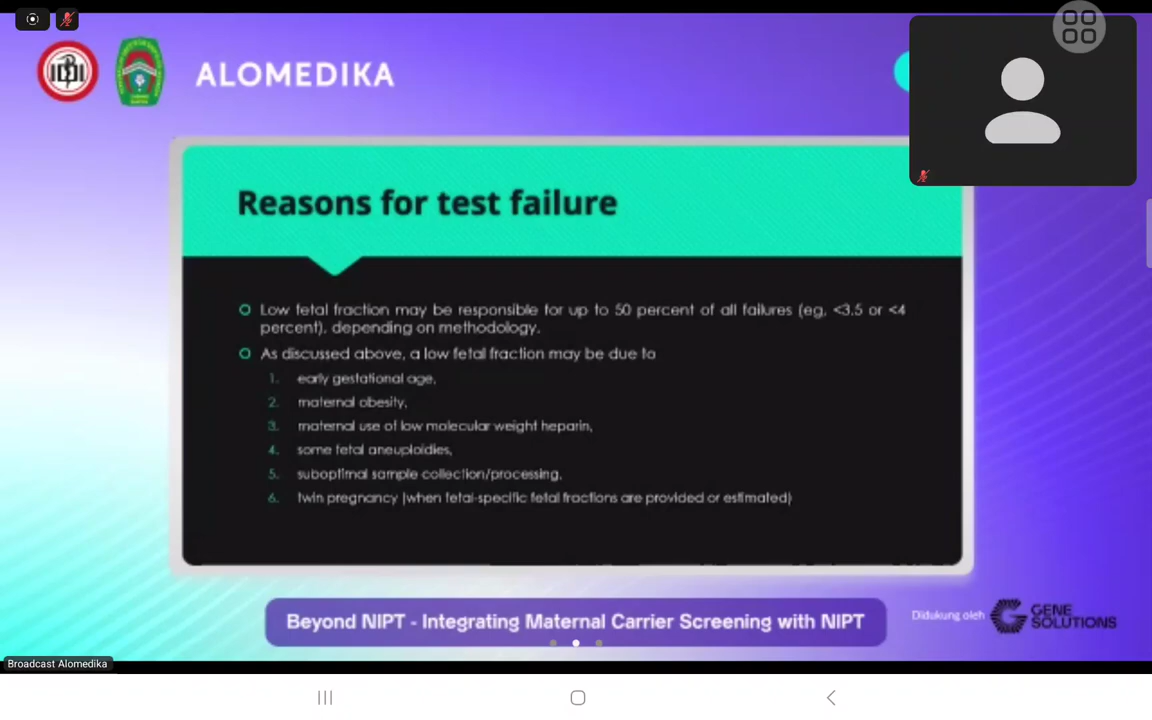 IDI
ALOMEDIKA
Reasons for test failure
Low fetal fraction may be responsible for up to 50 percent of all failures (eg, <3.5 or <4
percent), depending on methodology.
As discussed above, a low fetal fraction may be due to
1. early gestational age,
2. maternal obesity,
3. maternal use of low molecular weight heparin,
4. some fetal aneuploidies,
5. suboptimal sample collection/processing,
6. twin pregnancy (when fetal-specific fetal fractions are provided or estimated)
Beyond NIPT - Integrating Maternal Carrier Screening with NIPT
Didukung oleh
GENE
SOLUTIONS
Broadcast Alomedika